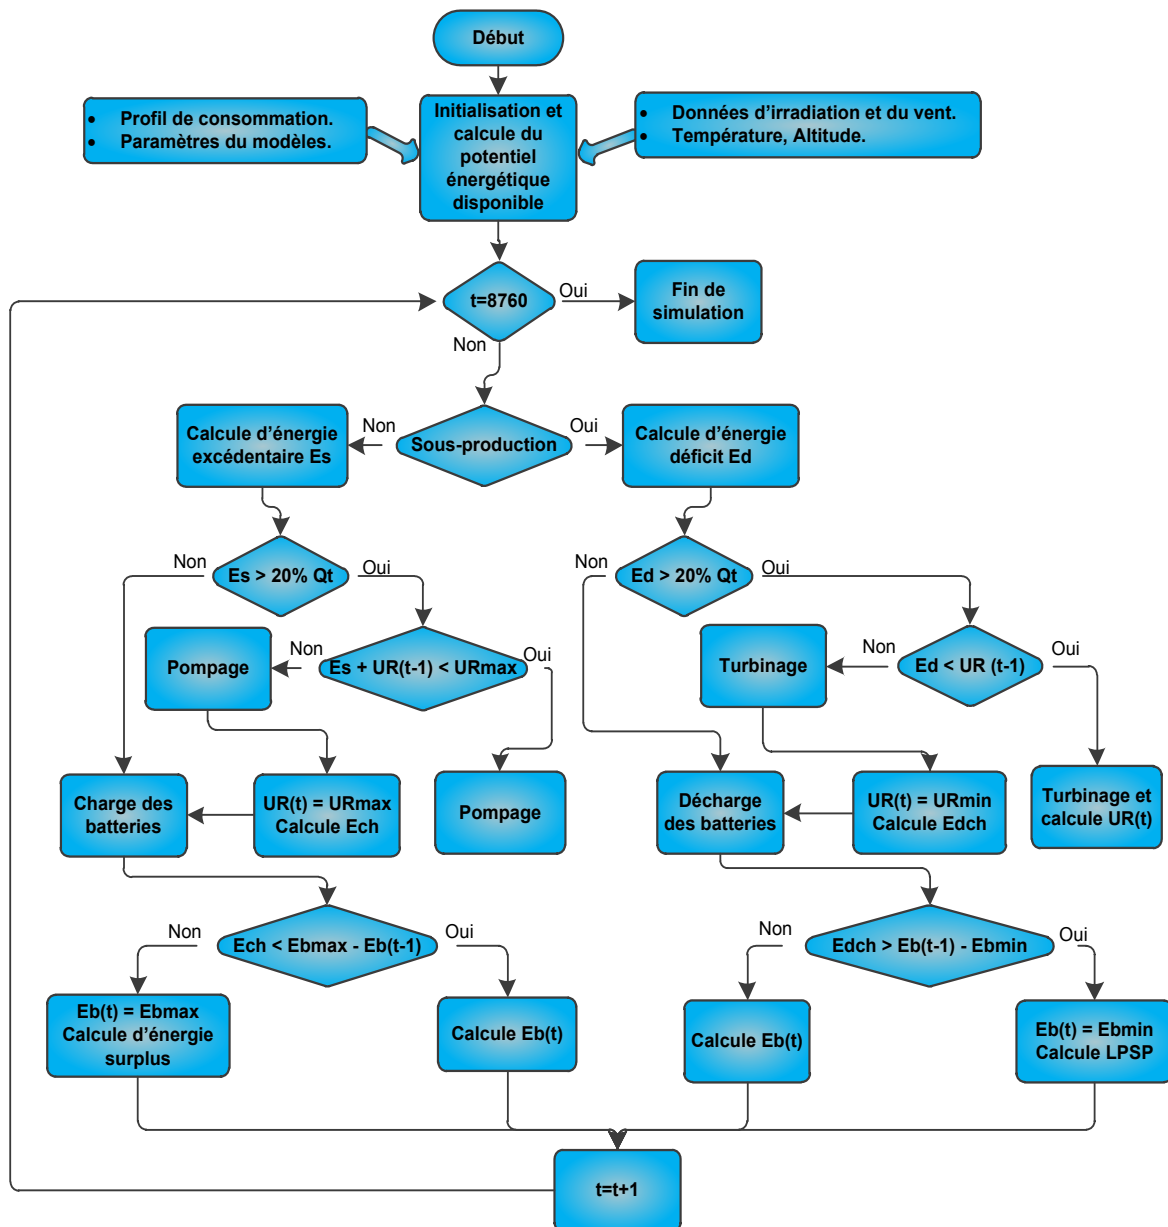 Début
• Profil de consommation.
• Paramètres du modèles.
Initialisation et
calcule du
potentiel
énergétique
disponible
• Données d'irradiation et du vent.
• Température, Altitude.
t=8760
Oui
Fin de
simulation
Non
Calcule d'énergie
excédentaire Es
Non
Sous-production
Oui
Calcule d'énergie
déficit Ed
Non
Es > 20% Qt
Oui
Non
Ed > 20% Qt
Oui
Pompage
Non
Es + UR(t-1) < URmax
Oui
Turbinage
Non
Ed < UR (t-1)
Oui
Charge des
batteries
UR(t) = URmax
Calcule Ech
Pompage
Décharge
des batteries
UR(t) = URmin
Calcule Edch
Turbinage et
calcule UR(t)
Non
Ech < Ebmax - Eb(t-1)
Oui
Non
Edch > Eb(t-1) - Ebmin
Oui
Eb(t) = Ebmax
Calcule d'énergie
surplus
Calcule Eb(t)
Calcule Eb(t)
Eb(t) = Ebmin
Calcule LPSP
t=t+1